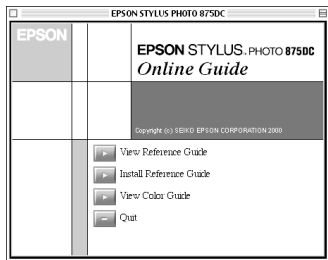 EPSON STYLUS PHOTO 875DC
EPSON
EPSON STYLUS PHOTO 875DC
Online Guide
Copyright (c) SEIKO EPSON CORPORATION 2000
View Reference Guide
Install Reference Guide
View Color Guide
Quit